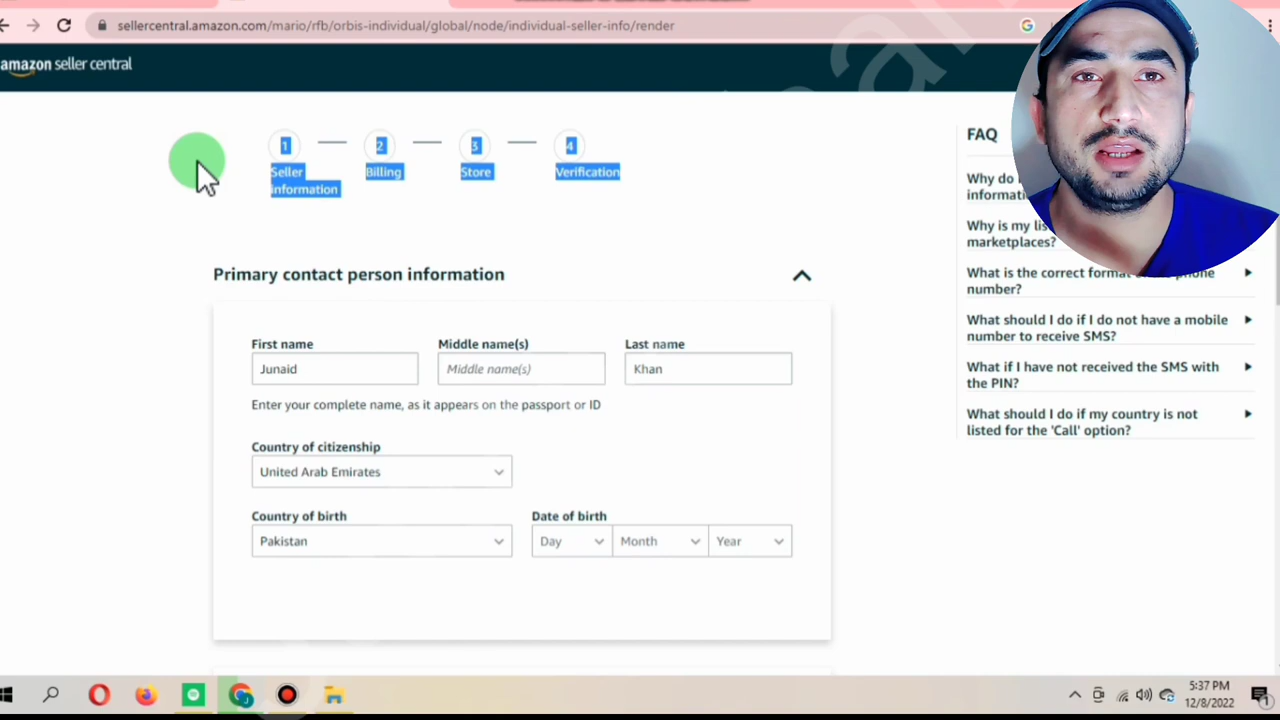 sellercentral.amazon.com/mario/rfb/orbis-individual/global/node/individual-seller-info/render
amazon seller central
1
2
3
4
Seller information
Billing
Store
Verification
Primary contact person information
First name
Middle name(s)
Last name
Junaid
Middle name(s)
Khan
Enter your complete name, as it appears on the passport or ID
Country of citizenship
United Arab Emirates
Country of birth
Date of birth
Pakistan
Day
Month
Year
FAQ
Why do I
Why is my
marketplaces?
What is the correct format phone
number?
What should I do if I do not have a mobile
number to receive SMS?
What if I have not received the SMS with
the PIN?
What should I do if my country is not
listed for the 'Call' option?
5:37 PM
12/8/2022